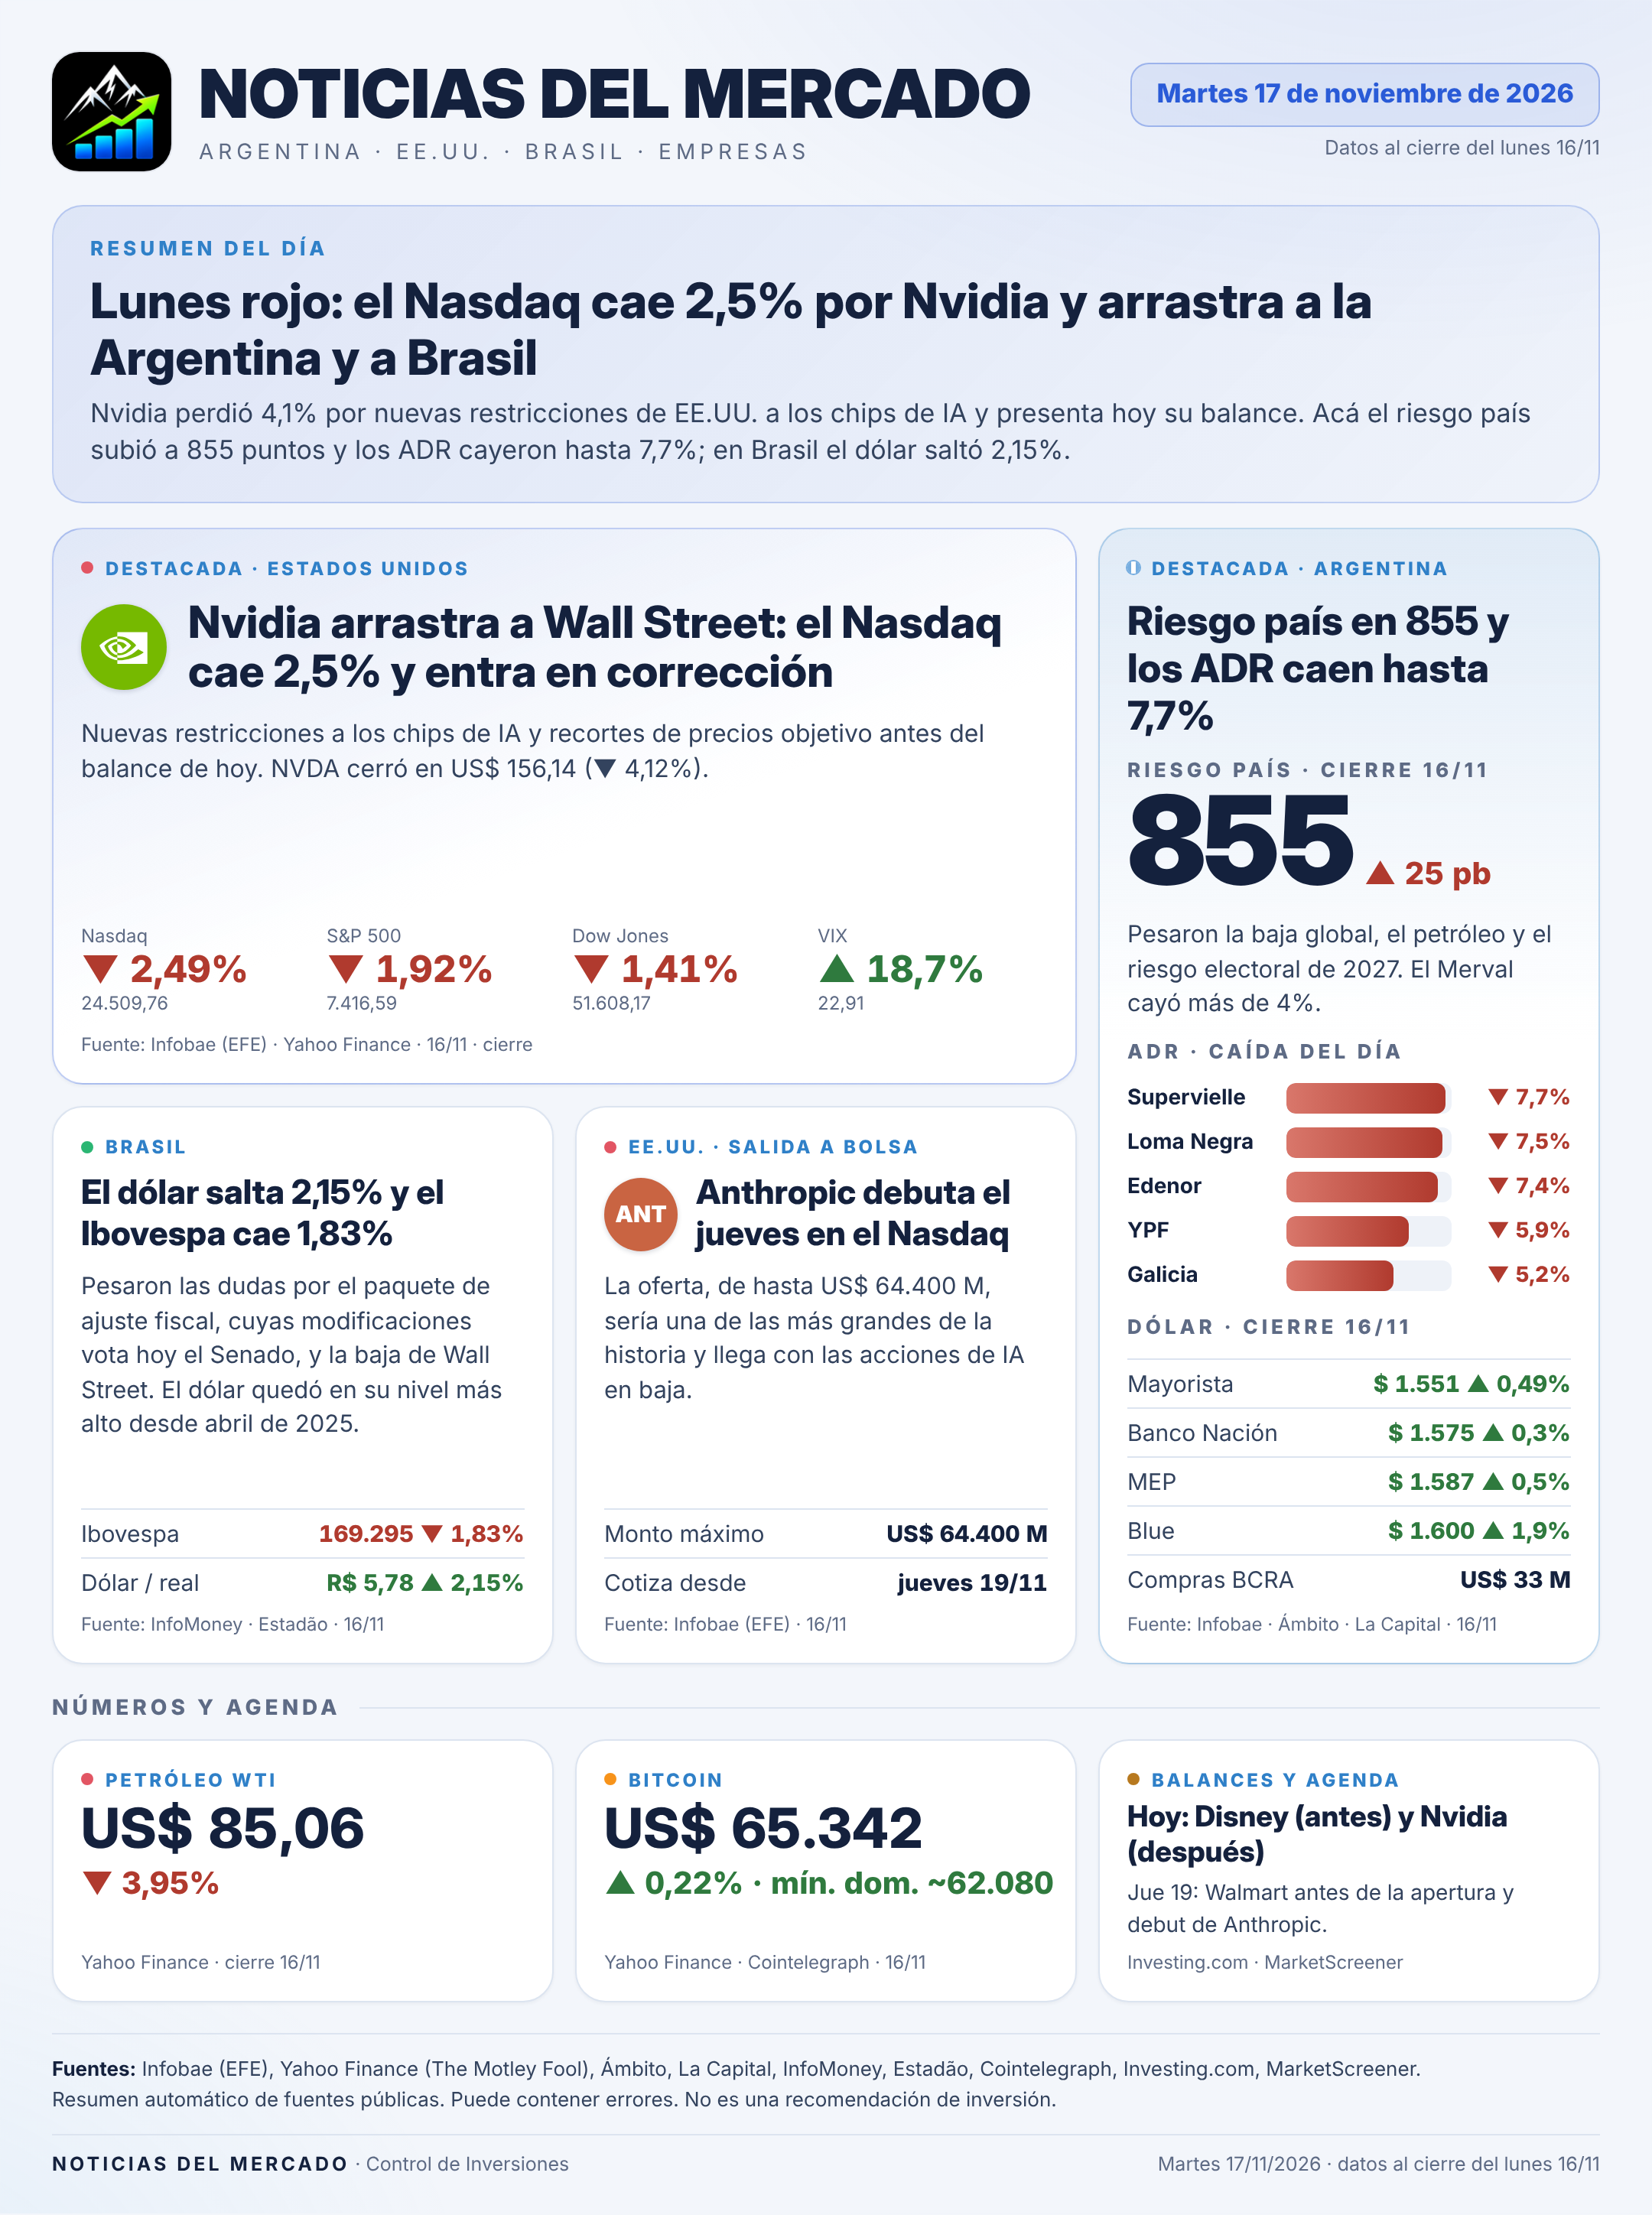 NOTICIAS DEL MERCADO
ARGENTINA · EE.UU. · BRASIL · EMPRESAS
Martes 17 de noviembre de 2026
Datos al cierre del lunes 16/11
RESUMEN DEL DÍA
Lunes rojo: el Nasdaq cae 2,5% por Nvidia y arrastra a la
Argentina y a Brasil
Nvidia perdió 4,1% por nuevas restricciones de EE.UU. a los chips de IA y presenta hoy su balance. Acá el riesgo país
subió a 855 puntos y los ADR cayeron hasta 7,7%; en Brasil el dólar saltó 2,15%.
DESTACADA · ESTADOS UNIDOS
Nvidia arrastra a Wall Street: el Nasdaq
cae 2,5% y entra en corrección
Nuevas restricciones a los chips de IA y recortes de precios objetivo antes del
balance de hoy. NVDA cerró en US$ 156,14 (▼ 4,12%).
Nasdaq
▼ 2,49%
24.509,76
S&P 500
▼ 1,92%
7.416,59
Dow Jones
▼ 1,41%
51.608,17
VIX
▲ 18,7%
22,91
Fuente: Infobae (EFE) · Yahoo Finance · 16/11 · cierre
DESTACADA · ARGENTINA
Riesgo país en 855 y
los ADR caen hasta
7,7%
RIESGO PAÍS · CIERRE 16/11
855 ▲ 25 pb
Pesaron la baja global, el petróleo y el
riesgo electoral de 2027. El Merval
cayó más de 4%.
ADR · CAÍDA DEL DÍA
Supervielle ▼ 7,7%
Loma Negra ▼ 7,5%
Edenor ▼ 7,4%
YPF ▼ 5,9%
Galicia ▼ 5,2%
DÓLAR · CIERRE 16/11
Mayorista $ 1.551 ▲ 0,49%
Banco Nación $ 1.575 ▲ 0,3%
MEP $ 1.587 ▲ 0,5%
Blue $ 1.600 ▲ 1,9%
Compras BCRA US$ 33 M
Fuente: Infobae · Ámbito · La Capital · 16/11
BRASIL
El dólar salta 2,15% y el
Ibovespa cae 1,83%
Pesaron las dudas por el paquete de
ajuste fiscal, cuyas modificaciones
vota hoy el Senado, y la baja de Wall
Street. El dólar quedó en su nivel más
alto desde abril de 2025.
Ibovespa 169.295 ▼ 1,83%
Dólar / real R$ 5,78 ▲ 2,15%
Fuente: InfoMoney · Estadão · 16/11
EE.UU. · SALIDA A BOLSA
ANT
Anthropic debuta el
jueves en el Nasdaq
La oferta, de hasta US$ 64.400 M,
sería una de las más grandes de la
historia y llega con las acciones de IA
en baja.
Monto máximo US$ 64.400 M
Cotiza desde jueves 19/11
Fuente: Infobae (EFE) · 16/11
NÚMEROS Y AGENDA
PETRÓLEO WTI
US$ 85,06
▼ 3,95%
Yahoo Finance · cierre 16/11
BITCOIN
US$ 65.342
▲ 0,22% · mín. dom. ~62.080
Yahoo Finance · Cointelegraph · 16/11
BALANCES Y AGENDA
Hoy: Disney (antes) y Nvidia
(después)
Jue 19: Walmart antes de la apertura y
debut de Anthropic.
Investing.com · MarketScreener
Fuentes: Infobae (EFE), Yahoo Finance (The Motley Fool), Ámbito, La Capital, InfoMoney, Estadão, Cointelegraph, Investing.com, MarketScreener.
Resumen automático de fuentes públicas. Puede contener errores. No es una recomendación de inversión.
NOTICIAS DEL MERCADO · Control de Inversiones
Martes 17/11/2026 · datos al cierre del lunes 16/11